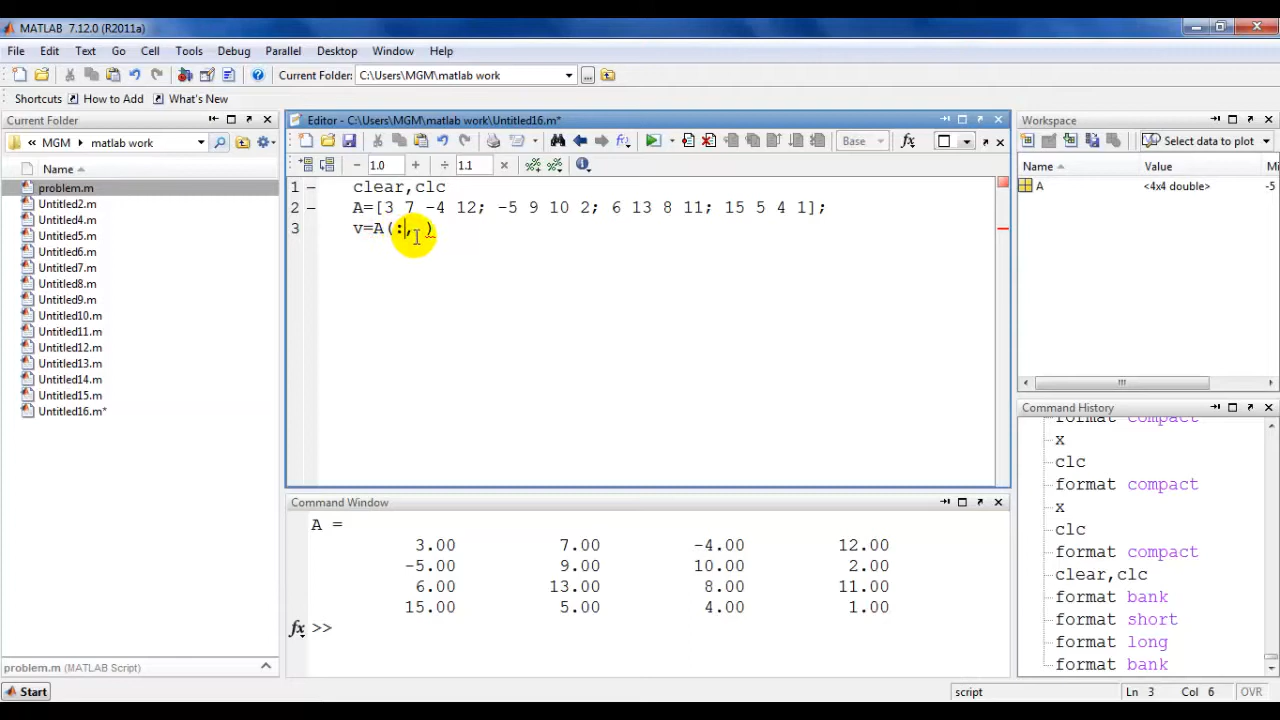 MATLAB 7.12.0 (R2011a)
File Edit Text Go Cell Tools Debug Parallel Desktop Window Help
Current Folder: C:\Users\MGM\matlab work
Shortcuts How to Add What's New
Current Folder
« MGM ▸ matlab work
Name
problem.m
Untitled2.m
Untitled4.m
Untitled5.m
Untitled6.m
Untitled7.m
Untitled8.m
Untitled9.m
Untitled10.m
Untitled11.m
Untitled12.m
Untitled13.m
Untitled14.m
Untitled15.m
Untitled16.m*
problem.m (MATLAB Script)
Editor - C:\Users\MGM\matlab work\Untitled16.m*
Base fx
− 1.0 + ÷ 1.1 ×
1 – clear,clc
2 – A=[3 7 -4 12; -5 9 10 2; 6 13 8 11; 15 5 4 1];
3 v=A(:, )
Command Window
A =
3.00 7.00 -4.00 12.00
-5.00 9.00 10.00 2.00
6.00 13.00 8.00 11.00
15.00 5.00 4.00 1.00
fx >>
Workspace
Select data to plot
Name Value Mi
A <4x4 double> -5
Command History
format compact
x
clc
format compact
x
clc
format compact
clear,clc
format bank
format short
format long
format bank
Start
script Ln 3 Col 6 OVR